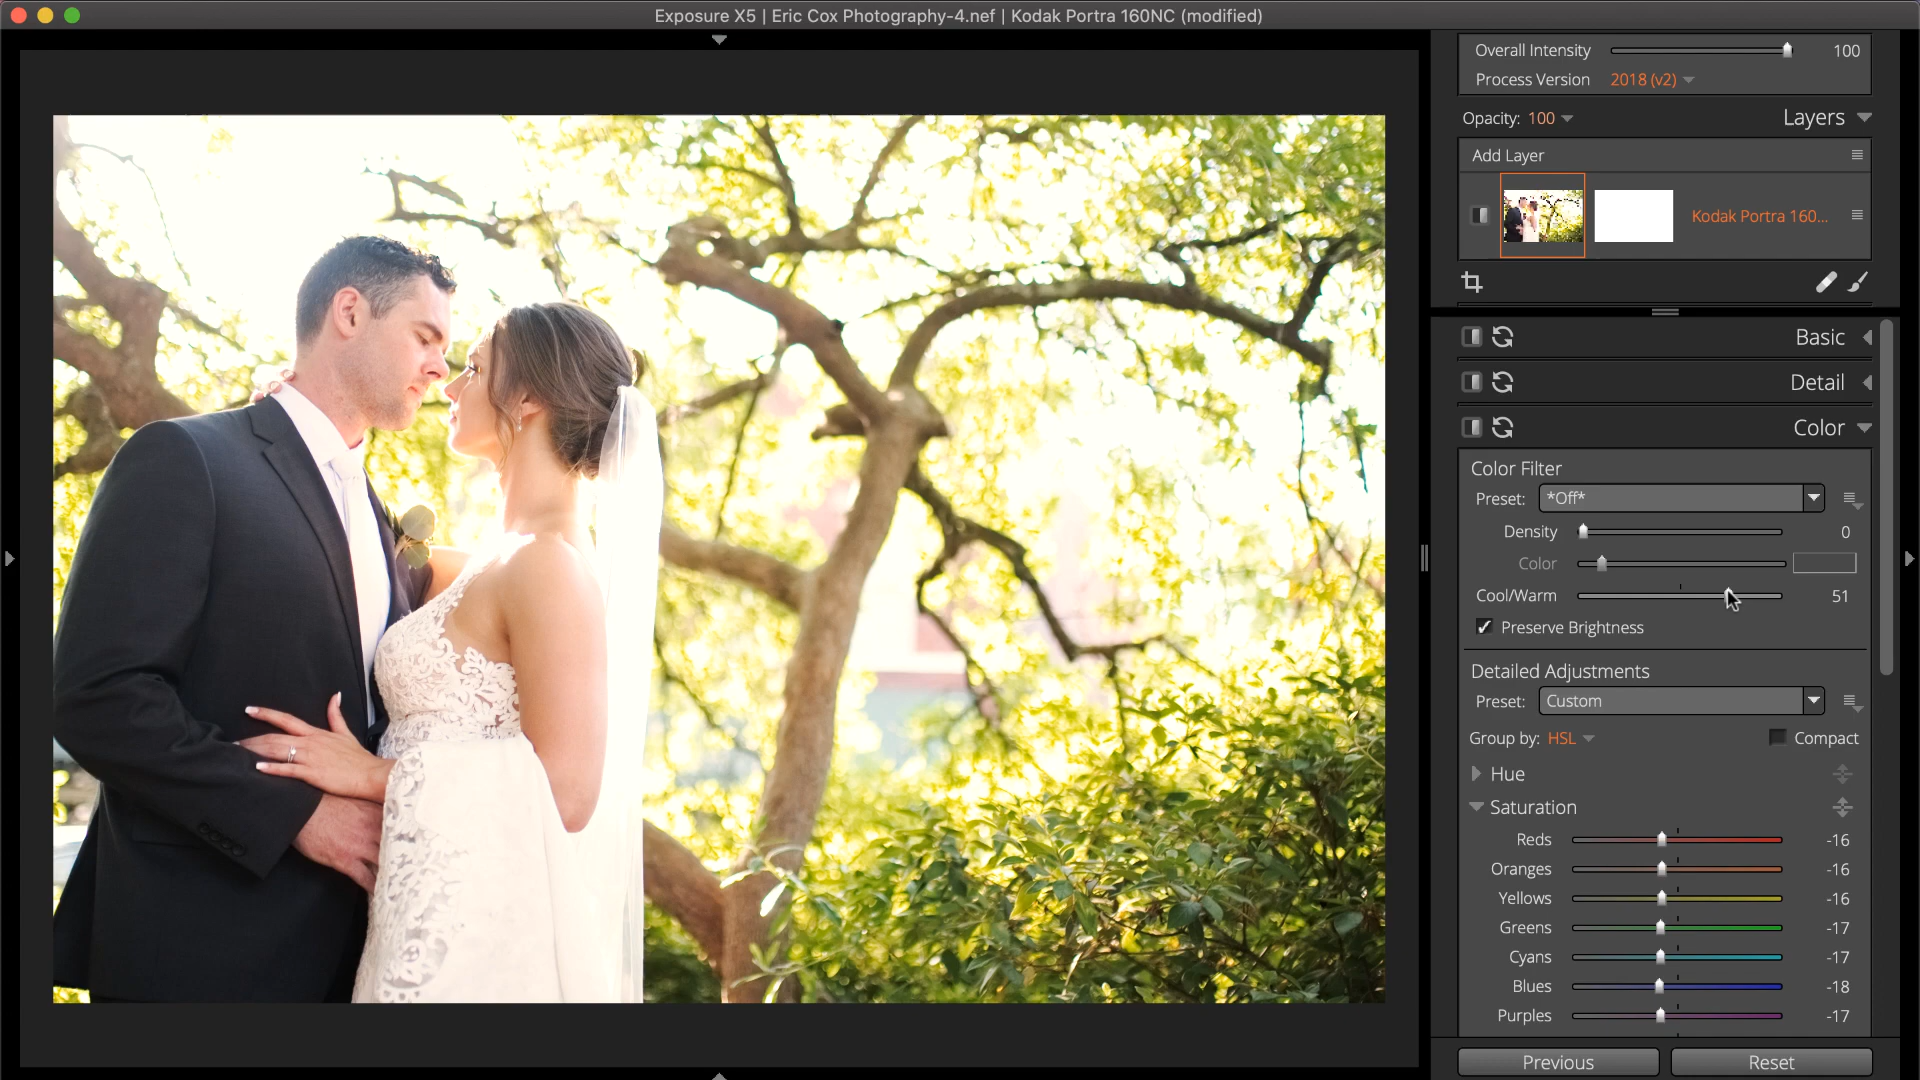 Exposure X5 | Eric Cox Photography-4.nef | Kodak Portra 160NC (modified)
Overall Intensity 100
Process Version 2018 (v2)
Opacity: 100 Layers
Add Layer
Kodak Portra 160...
Basic
Detail
Color
Color Filter
Preset: *Off*
Density 0
Color
Cool/Warm 51
Preserve Brightness
Detailed Adjustments
Preset: Custom
Group by: HSL Compact
Hue
Saturation
Reds -16
Oranges -16
Yellows -16
Greens -17
Cyans -17
Blues -18
Purples -17
Previous Reset